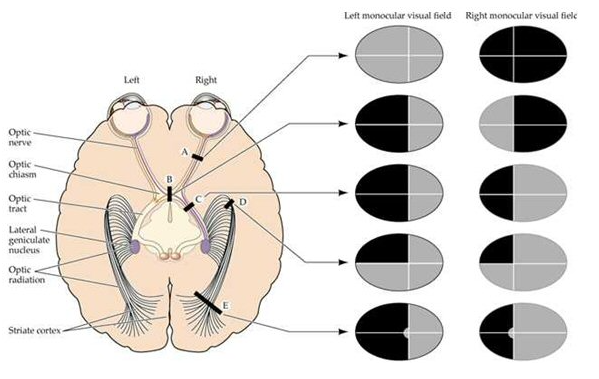 Left monocular visual field
Right monocular visual field
Left
Right
Optic
nerve
Optic
chiasm
Optic
tract
Lateral
geniculate
nucleus
Optic
radiation
Striate cortex
A
B
C
D
E